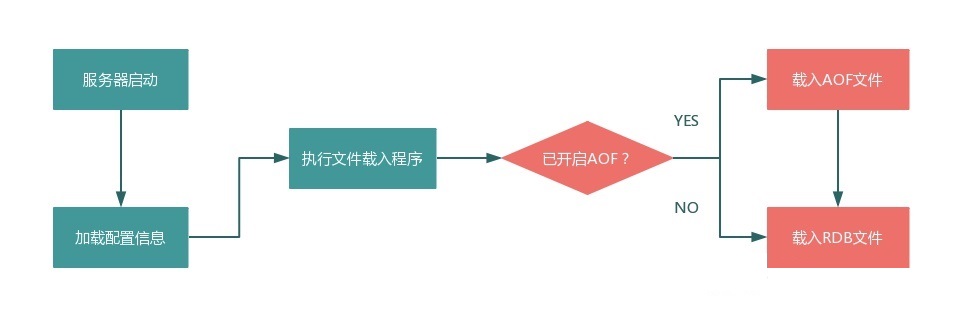 服务器启动
加载配置信息
执行文件载入程序
已开启AOF？
YES
NO
载入AOF文件
载入RDB文件